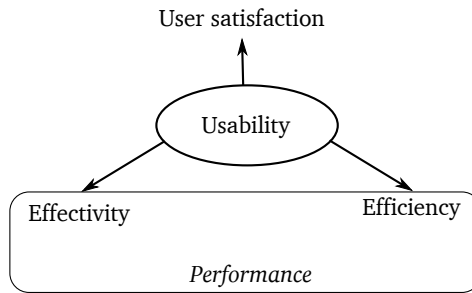 User satisfaction
Usability
Effectivity
Efficiency
Performance